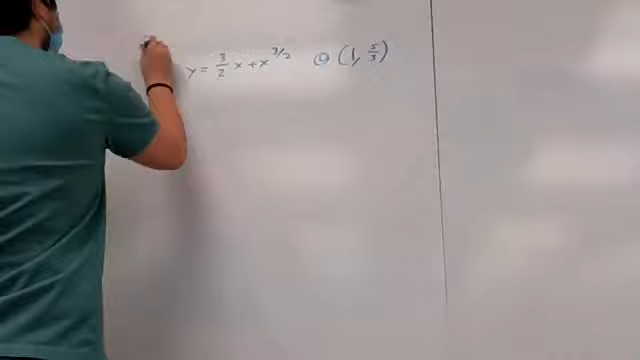 y = 3/2 x + x^3/2 @ (1, 5/3)